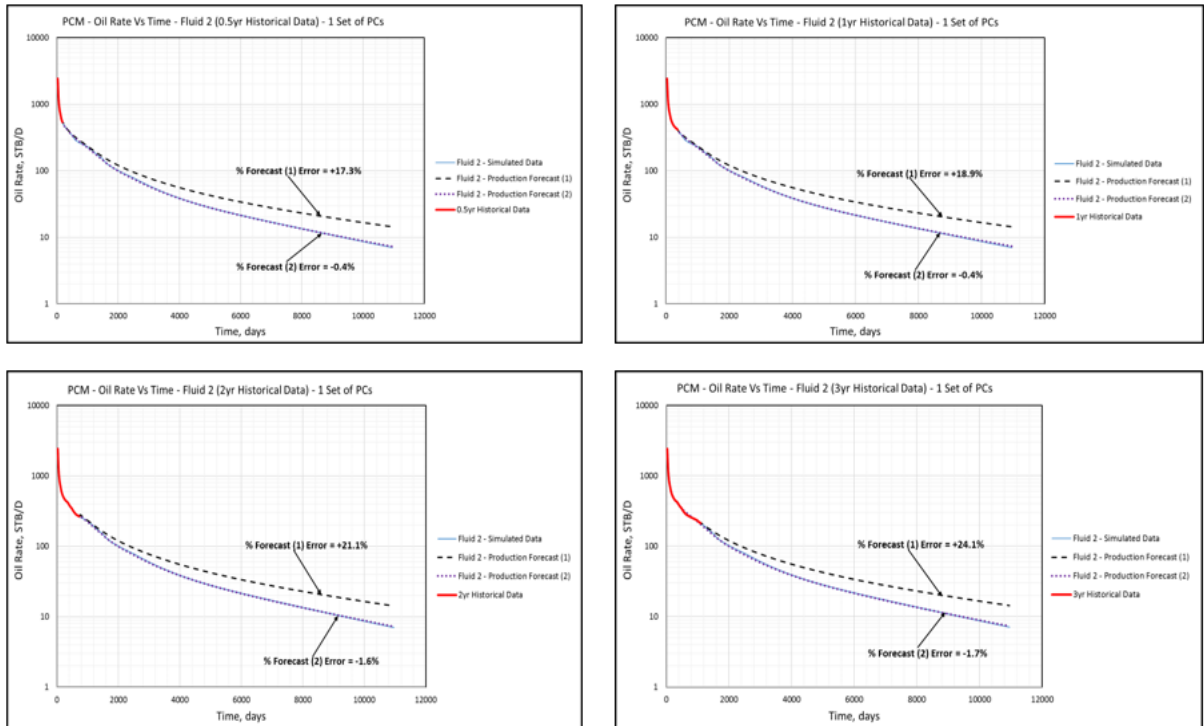 PCM - Oil Rate Vs Time - Fluid 2 (0.5yr Historical Data) - 1 Set of PCs
10000
1000
100
10
1
Oil Rate, STB/D
% Forecast (1) Error = +17.3%
% Forecast (2) Error = -0.4%
0 2000 4000 6000 8000 10000 12000
Time, days
Fluid 2 - Simulated Data
Fluid 2 - Production Forecast (1)
Fluid 2 - Production Forecast (2)
0.5yr Historical Data
PCM - Oil Rate Vs Time - Fluid 2 (1yr Historical Data) - 1 Set of PCs
10000
1000
100
10
1
Oil Rate, STB/D
% Forecast (1) Error = +18.9%
% Forecast (2) Error = -0.4%
0 2000 4000 6000 8000 10000 12000
Time, days
Fluid 2 - Simulated Data
Fluid 2 - Production Forecast (1)
Fluid 2 - Production Forecast (2)
1yr Historical Data
PCM - Oil Rate Vs Time - Fluid 2 (2yr Historical Data) - 1 Set of PCs
10000
1000
100
10
1
Oil Rate, STB/D
% Forecast (1) Error = +21.1%
% Forecast (2) Error = -1.6%
0 2000 4000 6000 8000 10000 12000
Time, days
Fluid 2 - Simulated Data
Fluid 2 - Production Forecast (1)
Fluid 2 - Production Forecast (2)
2yr Historical Data
PCM - Oil Rate Vs Time - Fluid 2 (3yr Historical Data) - 1 Set of PCs
10000
1000
100
10
1
Oil Rate, STB/D
% Forecast (1) Error = +24.1%
% Forecast (2) Error = -1.7%
0 2000 4000 6000 8000 10000 12000
Time, days
Fluid 2 - Simulated Data
Fluid 2 - Production Forecast (1)
Fluid 2 - Production Forecast (2)
3yr Historical Data